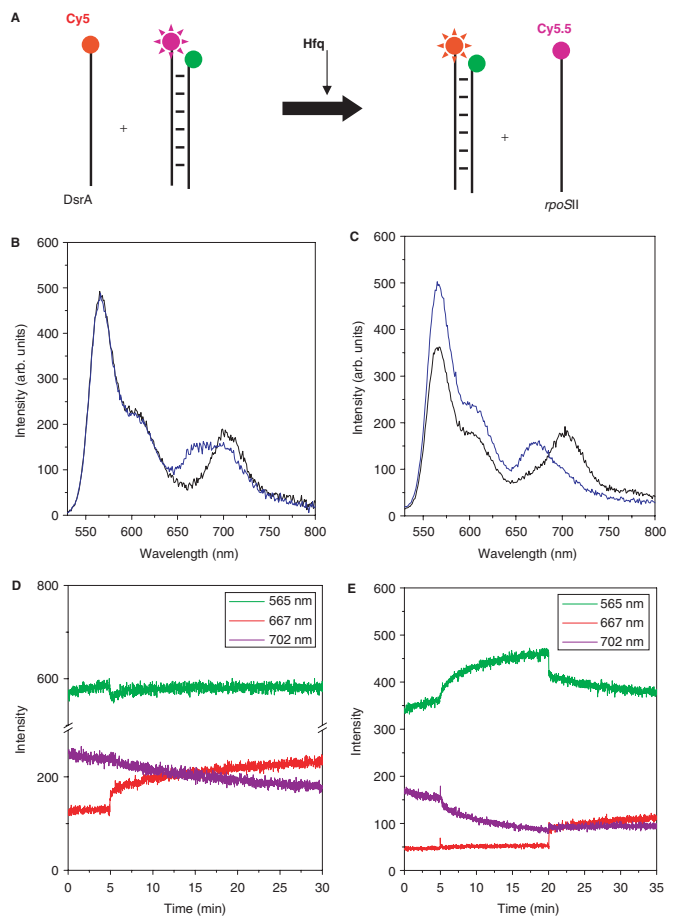 A
Cy5
Cy5.5
Hfq
+
+
DsrA
rpoSII
B
600
500
400
300
200
100
0
Intensity (arb. units)
550 600 650 700 750 800
Wavelength (nm)
C
600
500
400
300
200
100
0
Intensity (arb. units)
550 600 650 700 750 800
Wavelength (nm)
D
800
600
200
0
Intensity
565 nm
667 nm
702 nm
0 5 10 15 20 25 30
Time (min)
E
600
500
450
350
300
150
100
50
0
Intensity
565 nm
667 nm
702 nm
0 5 10 15 20 25 30 35
Time (min)